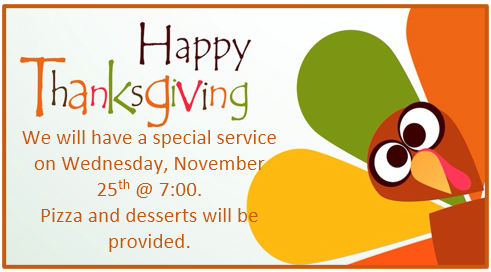 Happy
Thanksgiving
We will have a special service
on Wednesday, November
25th @ 7:00.
Pizza and desserts will be
provided.